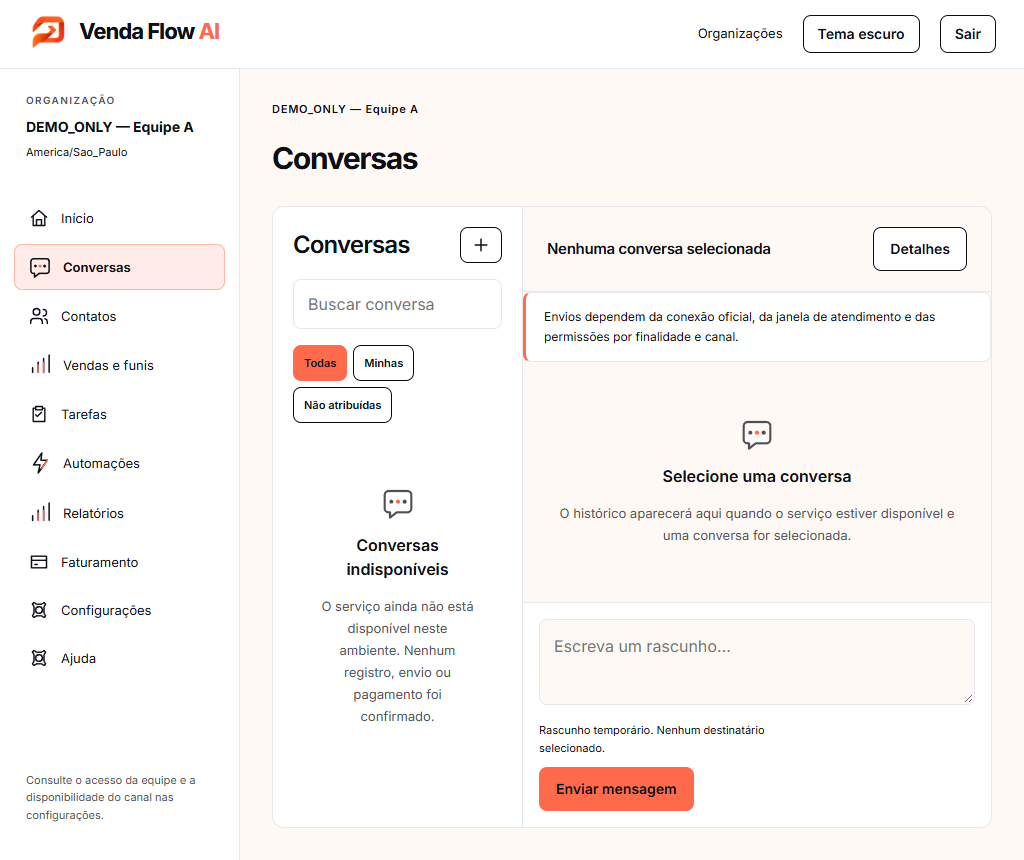 Venda Flow AI
Organizações
Tema escuro
Sair
ORGANIZAÇÃO
DEMO_ONLY — Equipe A
America/Sao_Paulo
Início
Conversas
Contatos
Vendas e funis
Tarefas
Automações
Relatórios
Faturamento
Configurações
Ajuda
Consulte o acesso da equipe e a
disponibilidade do canal nas
configurações.
DEMO_ONLY — Equipe A
Conversas
Conversas
+
Buscar conversa
Todas
Minhas
Não atribuídas
Conversas
indisponíveis
O serviço ainda não está
disponível neste
ambiente. Nenhum
registro, envio ou
pagamento foi
confirmado.
Nenhuma conversa selecionada
Detalhes
Envios dependem da conexão oficial, da janela de atendimento e das
permissões por finalidade e canal.
Selecione uma conversa
O histórico aparecerá aqui quando o serviço estiver disponível e
uma conversa for selecionada.
Escreva um rascunho...
Rascunho temporário. Nenhum destinatário
selecionado.
Enviar mensagem